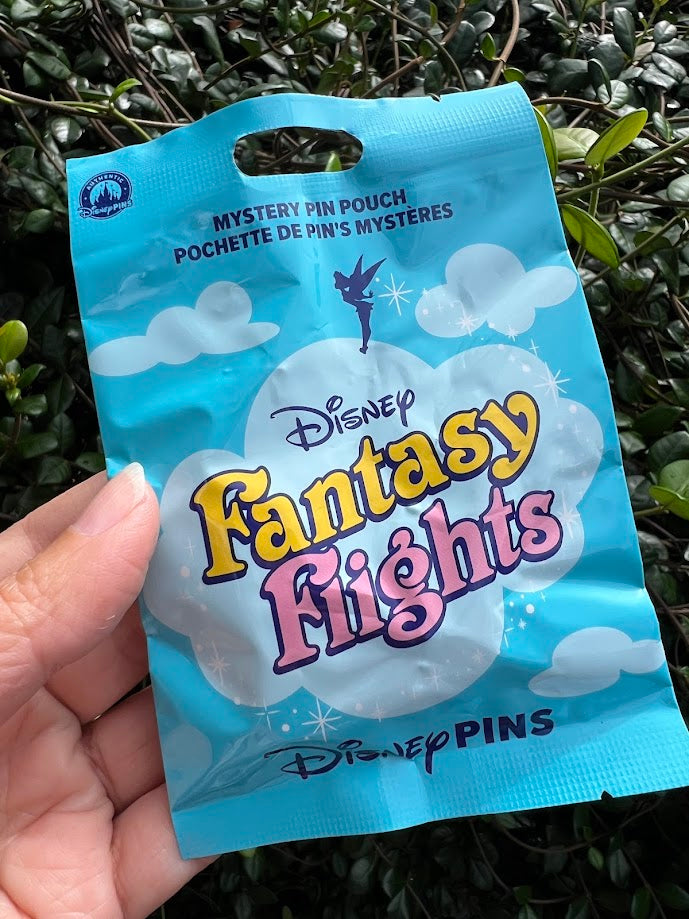 AUTHENTIC
Disney PINS
MYSTERY PIN POUCH
POCHETTE DE PIN'S MYSTÈRES
Disney
Fantasy
Flights
Disney PINS